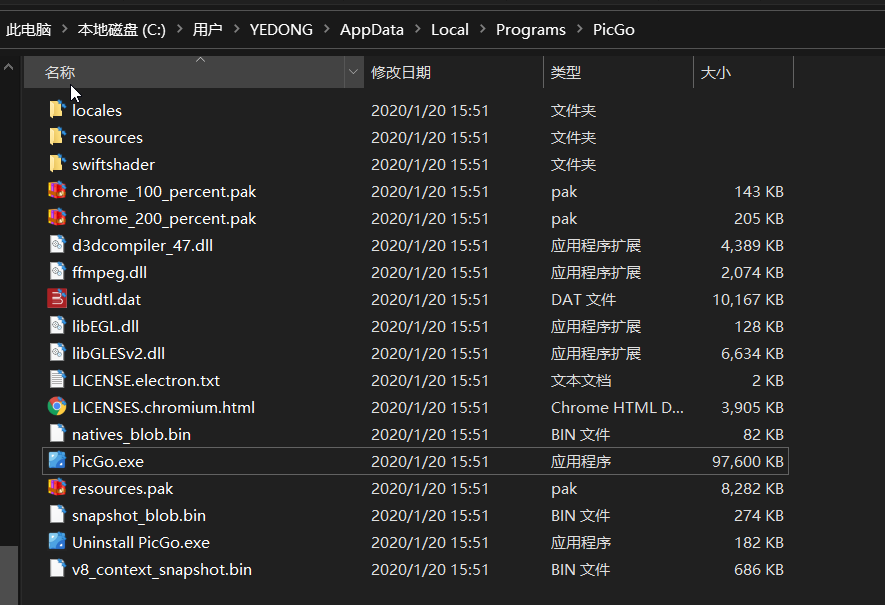 此电脑 > 本地磁盘 (C:) > 用户 > YEDONG > AppData > Local > Programs > PicGo
名称 修改日期 类型 大小
locales 2020/1/20 15:51 文件夹
resources 2020/1/20 15:51 文件夹
swiftshader 2020/1/20 15:51 文件夹
chrome_100_percent.pak 2020/1/20 15:51 pak 143 KB
chrome_200_percent.pak 2020/1/20 15:51 pak 205 KB
d3dcompiler_47.dll 2020/1/20 15:51 应用程序扩展 4,389 KB
ffmpeg.dll 2020/1/20 15:51 应用程序扩展 2,074 KB
icudtl.dat 2020/1/20 15:51 DAT 文件 10,167 KB
libEGL.dll 2020/1/20 15:51 应用程序扩展 128 KB
libGLESv2.dll 2020/1/20 15:51 应用程序扩展 6,634 KB
LICENSE.electron.txt 2020/1/20 15:51 文本文档 2 KB
LICENSES.chromium.html 2020/1/20 15:51 Chrome HTML D... 3,905 KB
natives_blob.bin 2020/1/20 15:51 BIN 文件 82 KB
PicGo.exe 2020/1/20 15:51 应用程序 97,600 KB
resources.pak 2020/1/20 15:51 pak 8,282 KB
snapshot_blob.bin 2020/1/20 15:51 BIN 文件 274 KB
Uninstall PicGo.exe 2020/1/20 15:51 应用程序 182 KB
v8_context_snapshot.bin 2020/1/20 15:51 BIN 文件 686 KB